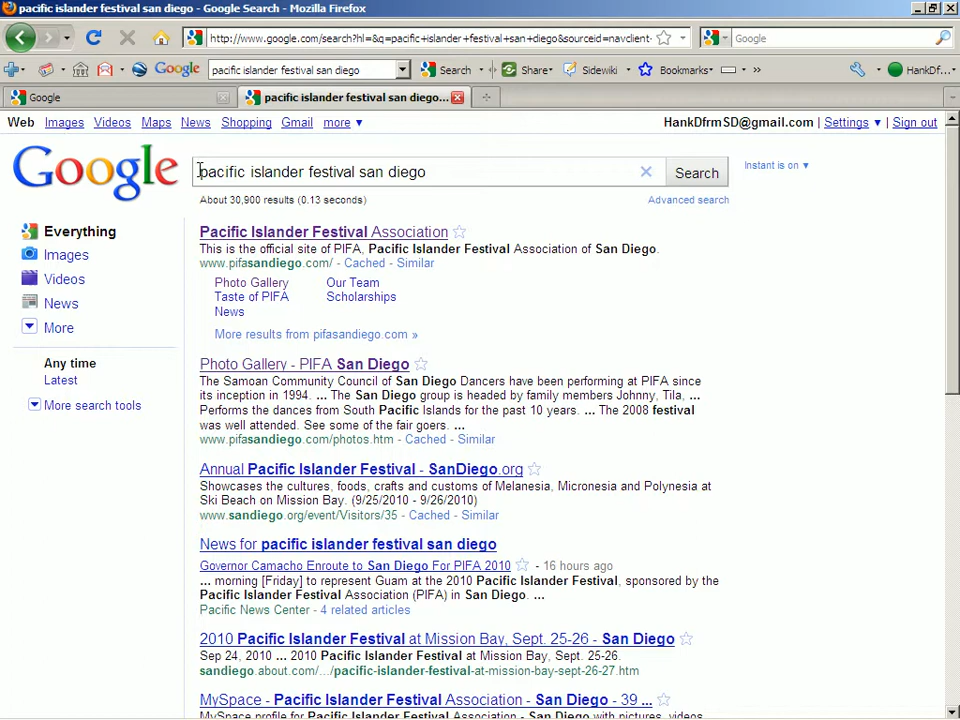 pacific islander festival san diego - Google Search - Mozilla Firefox
http://www.google.com/search?hl=&q=pacific+islander+festival+san+diego&sourceid=navclient-
Google
Google
pacific islander festival san diego
Search
Share
Sidewiki
Bookmarks
»
HankDf...
Google
pacific islander festival san diego...
Web Images Videos Maps News Shopping Gmail more ▼
HankDfrmSD@gmail.com | Settings ▼ | Sign out
Google
pacific islander festival san diego
Search
Instant is on ▼
About 30,900 results (0.13 seconds)
Advanced search
Everything
Images
Videos
News
More
Any time
Latest
More search tools
Pacific Islander Festival Association
This is the official site of PIFA, Pacific Islander Festival Association of San Diego.
www.pifasandiego.com/ - Cached - Similar
Photo Gallery Our Team
Taste of PIFA Scholarships
News
More results from pifasandiego.com »
Photo Gallery - PIFA San Diego
The Samoan Community Council of San Diego Dancers have been performing at PIFA since
its inception in 1994. ... The San Diego group is headed by family members Johnny, Tila, ...
Performs the dances from South Pacific Islands for the past 10 years. ... The 2008 festival
was well attended. See some of the fair goers. ...
www.pifasandiego.com/photos.htm - Cached - Similar
Annual Pacific Islander Festival - SanDiego.org
Showcases the cultures, foods, crafts and customs of Melanesia, Micronesia and Polynesia at
Ski Beach on Mission Bay. (9/25/2010 - 9/26/2010)
www.sandiego.org/event/Visitors/35 - Cached - Similar
News for pacific islander festival san diego
Governor Camacho Enroute to San Diego For PIFA 2010 - 16 hours ago
... morning [Friday] to represent Guam at the 2010 Pacific Islander Festival, sponsored by the
Pacific Islander Festival Association (PIFA) in San Diego. ...
Pacific News Center - 4 related articles
2010 Pacific Islander Festival at Mission Bay, Sept. 25-26 - San Diego
Sep 24, 2010 ... 2010 Pacific Islander Festival at Mission Bay, Sept. 25-26.
sandiego.about.com/.../pacific-islander-festival-at-mission-bay-sept-26-27.htm
MySpace - Pacific Islander Festival Association - San Diego - 39 ...
MySpace profile for Pacific Islander Festival Association - San Diego with pictures, videos,